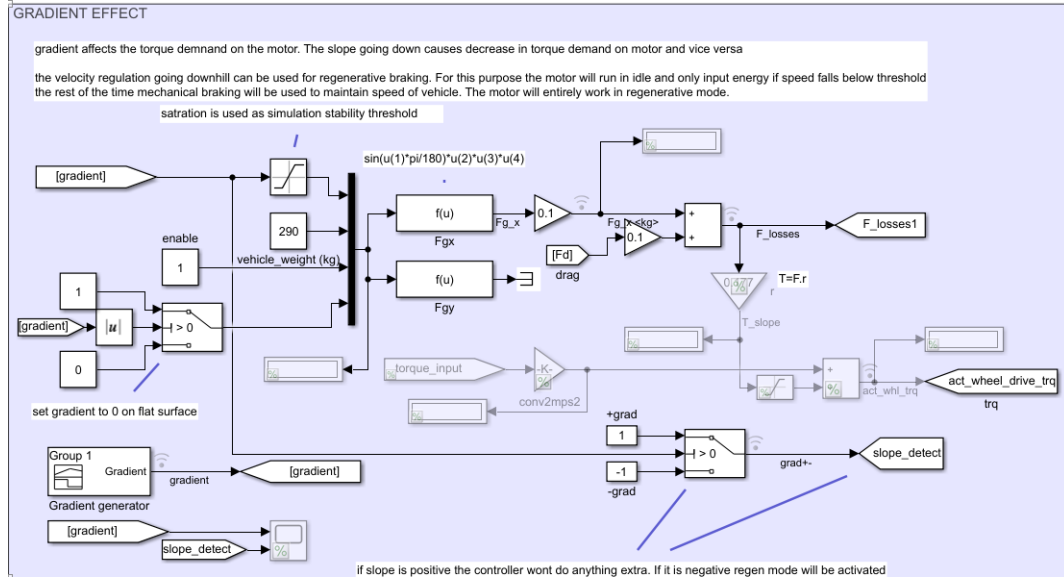 GRADIENT EFFECT
gradient affects the torque demnand on the motor. The slope going down causes decrease in torque demand on motor and vice versa
the velocity regulation going downhill can be used for regenerative braking. For this purpose the motor will run in idle and only input energy if speed falls below threshold
the rest of the time mechanical braking will be used to maintain speed of vehicle. The motor will entirely work in regenerative mode.
satration is used as simulation stability threshold
sin(u(1)*pi/180)*u(2)*u(3)*u(4)
[gradient]
290
vehicle_weight (kg)
enable
1
1
[gradient]
|u|
> 0
0
set gradient to 0 on flat surface
f(u)
Fgx
Fg_x
0.1
f(u)
Fgy
Fg_x <kg>
[Fd]
drag
0.1
+
+
F_losses
F_losses1
T=F.r
r
T_slope
torque_input
-K-
conv2mps2
+
act_whl_trq
act_wheel_drive_trq
trq
+grad
1
> 0
-1
-grad
grad+-
slope_detect
Group 1
Gradient
Gradient generator
gradient
[gradient]
[gradient]
slope_detect
if slope is positive the controller wont do anything extra. If it is negative regen mode will be activated